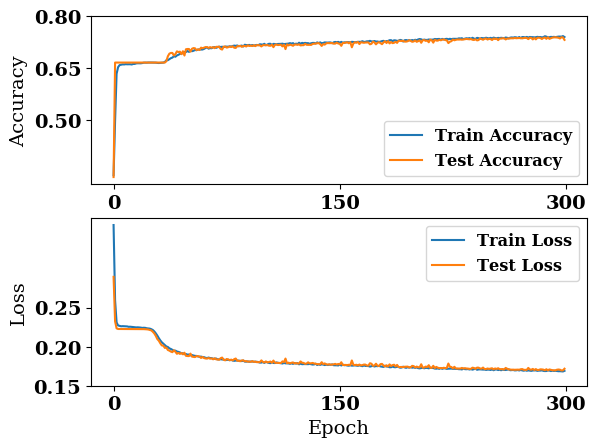 0.80
0.65
0.50
Accuracy
Train Accuracy
Test Accuracy
0 150 300
Train Loss
Test Loss
0.25
0.20
0.15
Loss
0 150 300
Epoch